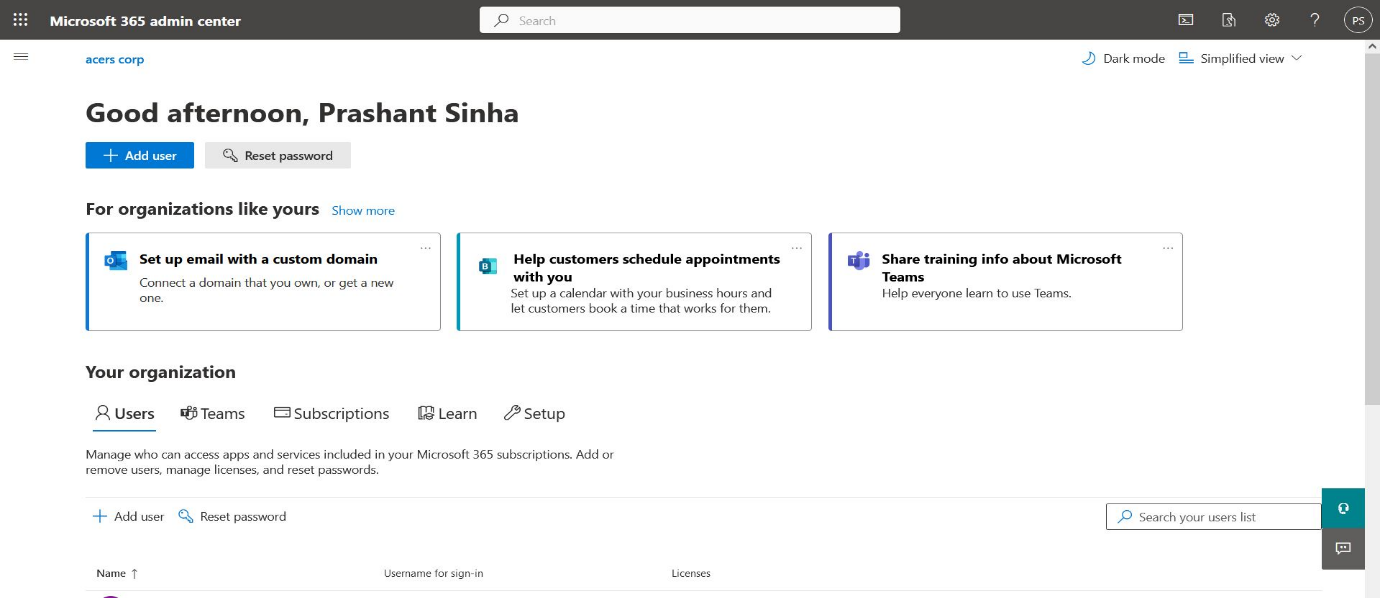 Microsoft 365 admin center
Search
PS
acers corp
Dark mode
Simplified view
Good afternoon, Prashant Sinha
Add user
Reset password
For organizations like yours
Show more
Set up email with a custom domain
Connect a domain that you own, or get a new
one.
Help customers schedule appointments
with you
Set up a calendar with your business hours and
let customers book a time that works for them.
Share training info about Microsoft
Teams
Help everyone learn to use Teams.
Your organization
Users
Teams
Subscriptions
Learn
Setup
Manage who can access apps and services included in your Microsoft 365 subscriptions. Add or
remove users, manage licenses, and reset passwords.
Add user
Reset password
Search your users list
Name ↑
Username for sign-in
Licenses